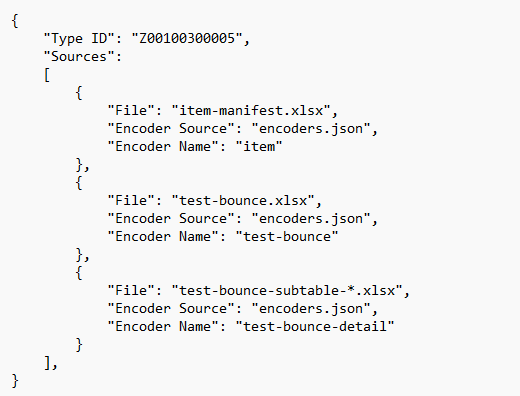 {
    "Type ID": "Z00100300005",
    "Sources":
    [
        {
            "File": "item-manifest.xlsx",
            "Encoder Source": "encoders.json",
            "Encoder Name": "item"
        },
        {
            "File": "test-bounce.xlsx",
            "Encoder Source": "encoders.json",
            "Encoder Name": "test-bounce"
        },
        {
            "File": "test-bounce-subtable-*.xlsx",
            "Encoder Source": "encoders.json",
            "Encoder Name": "test-bounce-detail"
        }
    ],
}